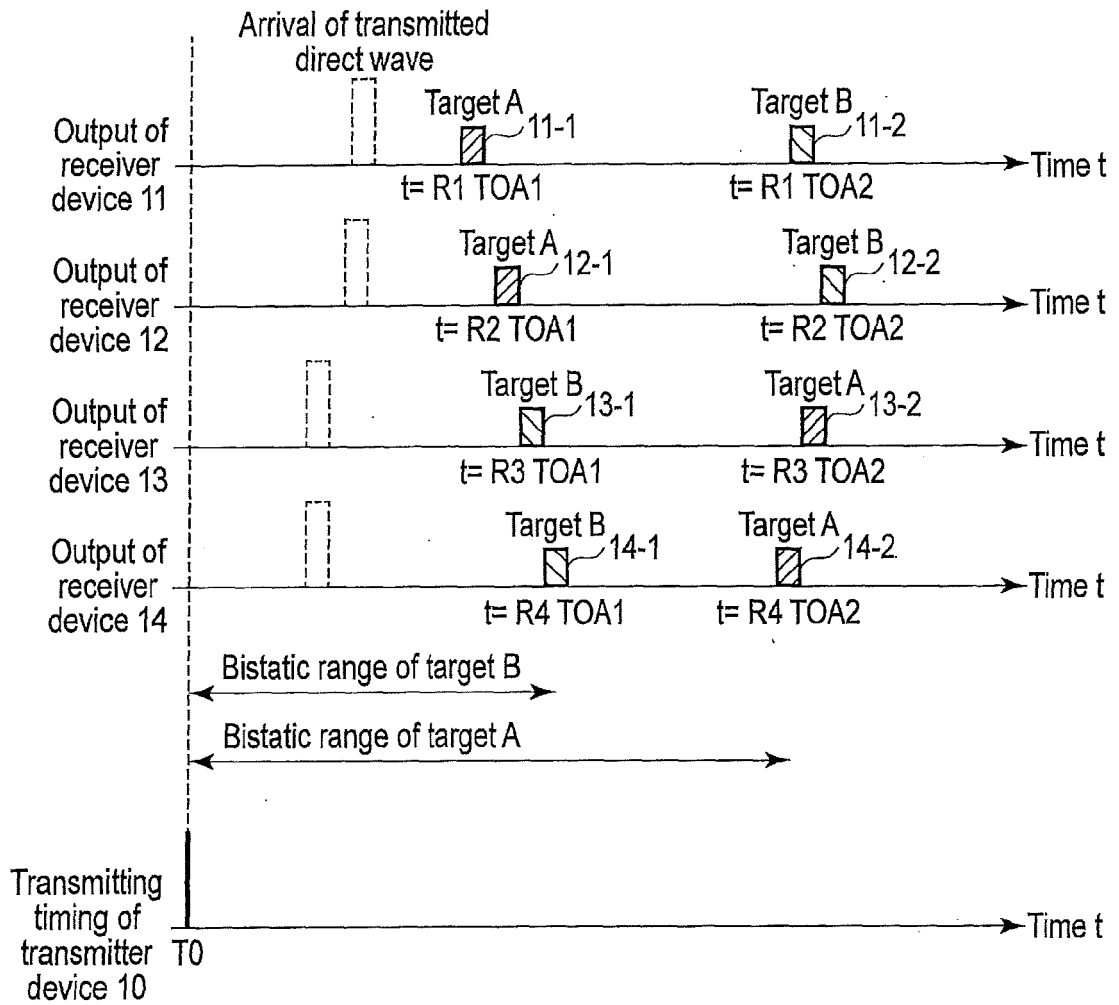 Arrival of transmitted
direct wave
Output of
receiver
device 11
Target A
11-1
Target B
11-2
Time t
t= R1 TOA1
t= R1 TOA2
Output of
receiver
device 12
Target A
12-1
Target B
12-2
Time t
t= R2 TOA1
t= R2 TOA2
Output of
receiver
device 13
Target B
13-1
Target A
13-2
Time t
t= R3 TOA1
t= R3 TOA2
Output of
receiver
device 14
Target B
14-1
Target A
14-2
Time t
t= R4 TOA1
t= R4 TOA2
Bistatic range of target B
Bistatic range of target A
Transmitting
timing of
transmitter
device 10
T0
Time t